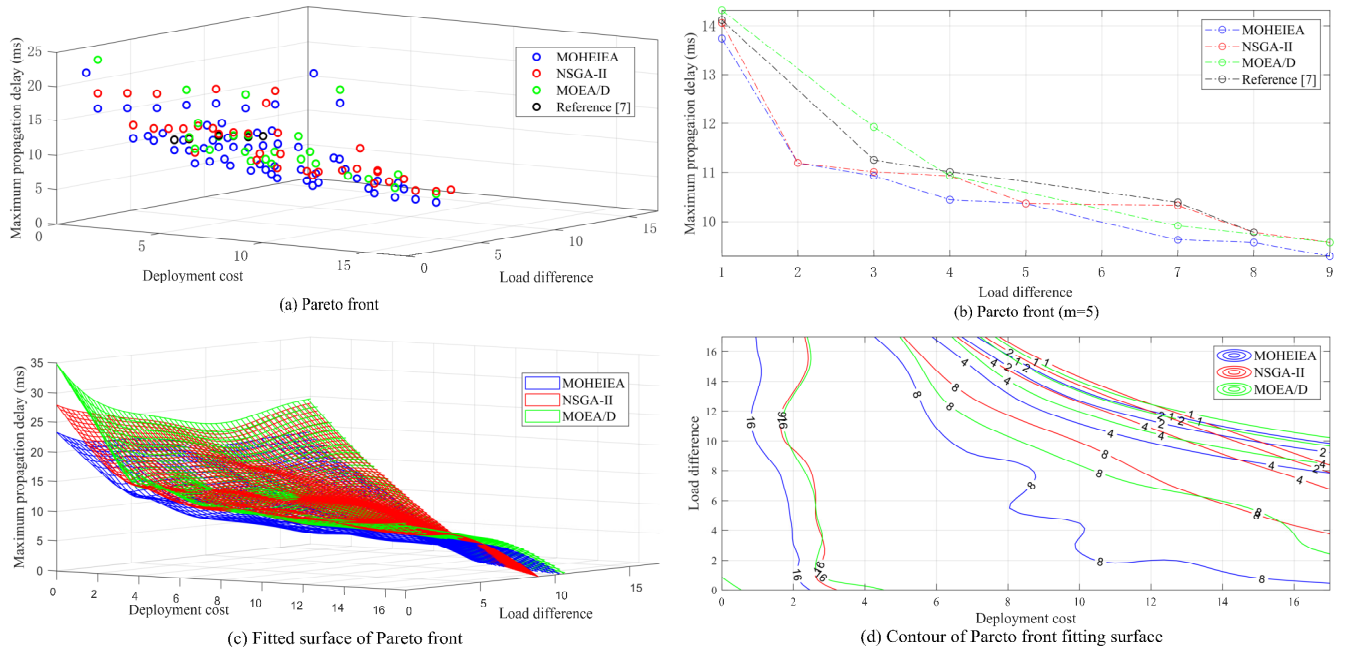 25
20
15
10
5
0
Maximum propagation delay (ms)
0
5
10
15
Deployment cost
0
5
10
15
Load difference
MOHEIEA
NSGA-II
MOEA/D
Reference [7]
(a) Pareto front
14
13
12
11
10
Maximum propagation delay (ms)
1 2 3 4 5 6 7 8 9
Load difference
MOHEIEA
NSGA-II
MOEA/D
Reference [7]
(b) Pareto front (m=5)
35
30
25
20
15
10
5
0
Maximum propagation delay (ms)
0 2 4 6 8 10 12 14 16
Deployment cost
0 5 10 15
Load difference
MOHEIEA
NSGA-II
MOEA/D
(c) Fitted surface of Pareto front
16
14
12
10
8
6
4
2
0
Load difference
0 2 4 6 8 10 12 14 16
Deployment cost
MOHEIEA
NSGA-II
MOEA/D
16
16
16
8
8
8
8
8
8
8
8
4
4
4
4
4
4
2
2
2
2
1
1
1
1
(d) Contour of Pareto front fitting surface